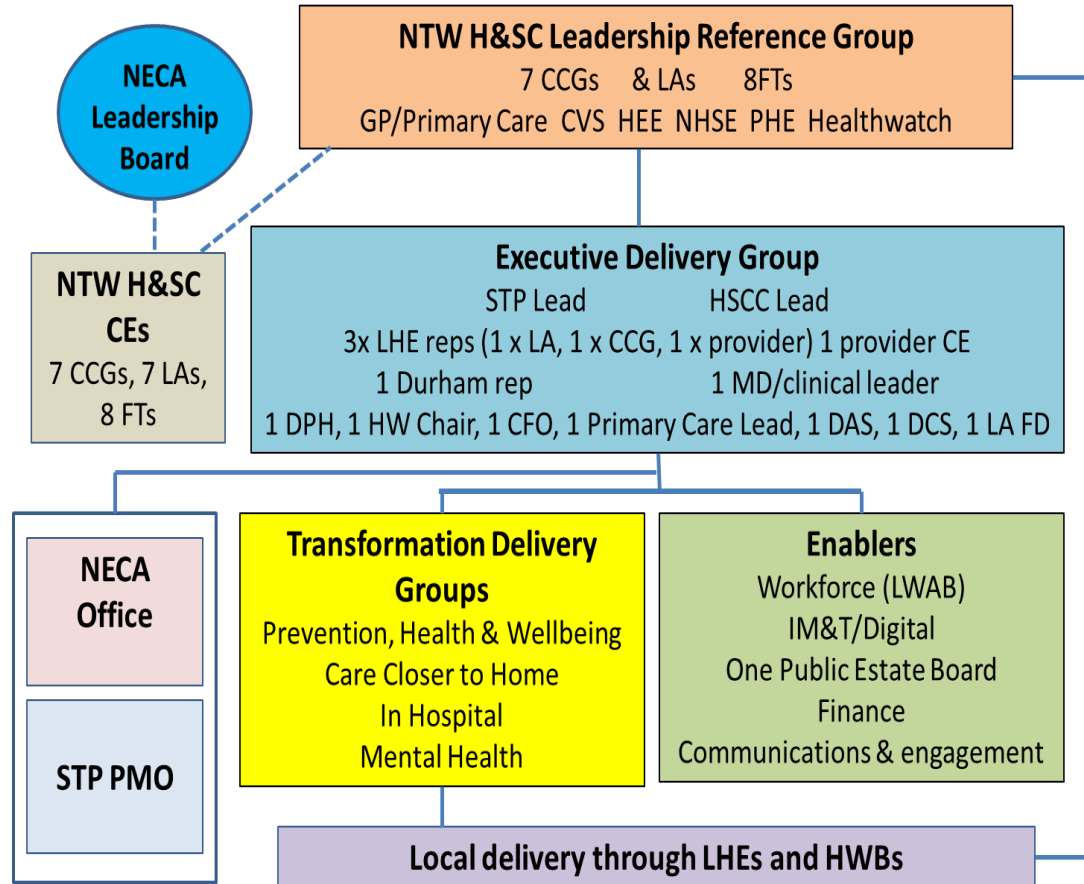 NECA
Leadership
Board
NTW H&SC Leadership Reference Group
7 CCGs & LAs 8FTs
GP/Primary Care CVS HEE NHSE PHE Healthwatch
NTW H&SC
CEs
7 CCGs, 7 LAs,
8 FTs
Executive Delivery Group
STP Lead HSCC Lead
3x LHE reps (1 x LA, 1 x CCG, 1 x provider) 1 provider CE
1 Durham rep 1 MD/clinical leader
1 DPH, 1 HW Chair, 1 CFO, 1 Primary Care Lead, 1 DAS, 1 DCS, 1 LA FD
NECA
Office
STP PMO
Transformation Delivery
Groups
Prevention, Health & Wellbeing
Care Closer to Home
In Hospital
Mental Health
Enablers
Workforce (LWAB)
IM&T/Digital
One Public Estate Board
Finance
Communications & engagement
Local delivery through LHEs and HWBs